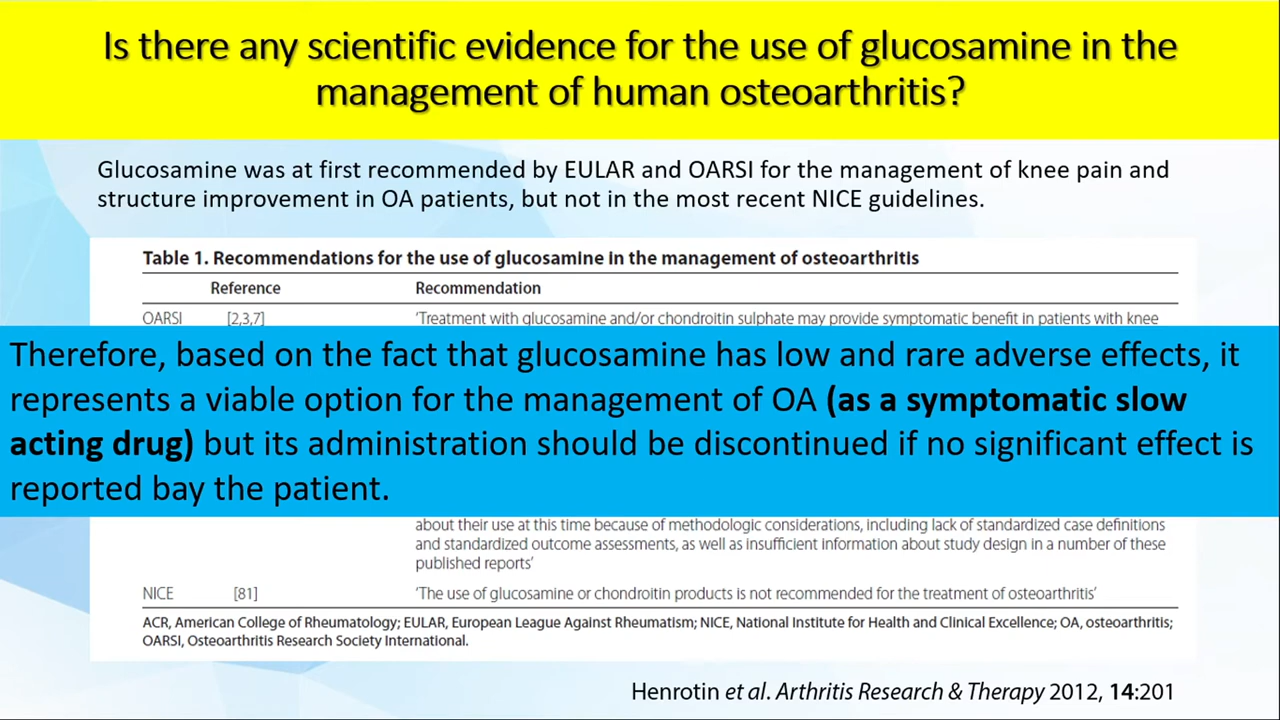 Is there any scientific evidence for the use of glucosamine in the
management of human osteoarthritis?
Glucosamine was at first recommended by EULAR and OARSI for the management of knee pain and
structure improvement in OA patients, but not in the most recent NICE guidelines.
Table 1. Recommendations for the use of glucosamine in the management of osteoarthritis
Reference Recommendation
OARSI [2,3,7] 'Treatment with glucosamine and/or chondroitin sulphate may provide symptomatic benefit in patients with knee
Therefore, based on the fact that glucosamine has low and rare adverse effects, it
represents a viable option for the management of OA (as a symptomatic slow
acting drug) but its administration should be discontinued if no significant effect is
reported bay the patient.
about their use at this time because of methodologic considerations, including lack of standardized case definitions
and standardized outcome assessments, as well as insufficient information about study design in a number of these
published reports'
NICE [81] 'The use of glucosamine or chondroitin products is not recommended for the treatment of osteoarthritis'
ACR, American College of Rheumatology; EULAR, European League Against Rheumatism; NICE, National Institute for Health and Clinical Excellence; OA, osteoarthritis;
OARSI, Osteoarthritis Research Society International.
Henrotin et al. Arthritis Research & Therapy 2012, 14:201